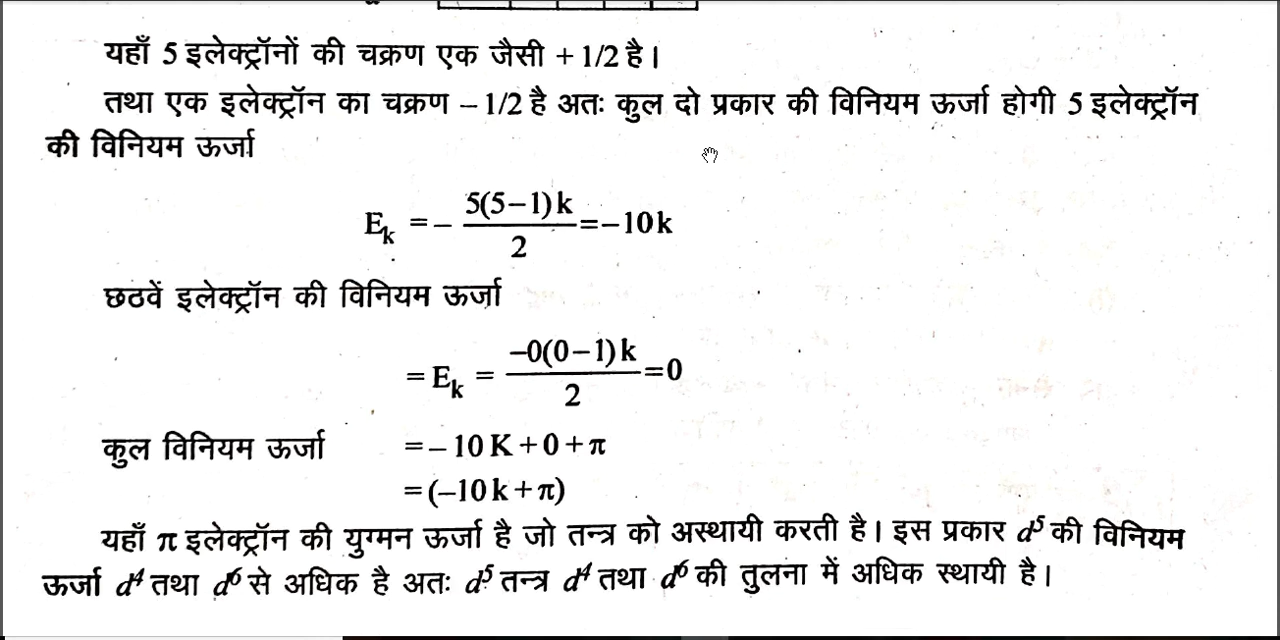 यहाँ 5 इलेक्ट्रॉनों की चक्रण एक जैसी + 1/2 है।
तथा एक इलेक्ट्रॉन का चक्रण – 1/2 है अतः कुल दो प्रकार की विनियम ऊर्जा होगी 5 इलेक्ट्रॉन
की विनियम ऊर्जा
E_k = – 5(5–1)k / 2 = –10k
छठवें इलेक्ट्रॉन की विनियम ऊर्जा
= E_k = –0(0–1)k / 2 = 0
कुल विनियम ऊर्जा = – 10 K + 0 + π
= (–10k + π)
यहाँ π इलेक्ट्रॉन की युग्मन ऊर्जा है जो तन्त्र को अस्थायी करती है। इस प्रकार d⁵ की विनियम
ऊर्जा d⁴ तथा d⁶ से अधिक है अतः d⁵ तन्त्र d⁴ तथा d⁶ की तुलना में अधिक स्थायी है।